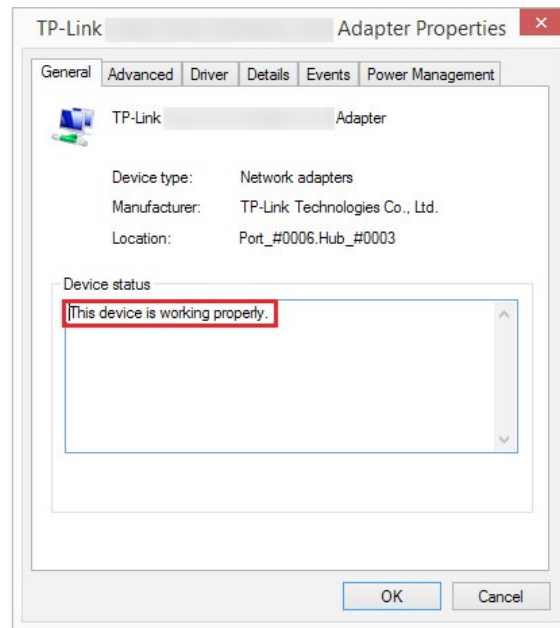 TP-Link Adapter Properties
General Advanced Driver Details Events Power Management
TP-Link Adapter
Device type: Network adapters
Manufacturer: TP-Link Technologies Co., Ltd.
Location: Port_#0006.Hub_#0003
Device status
This device is working properly.
OK Cancel